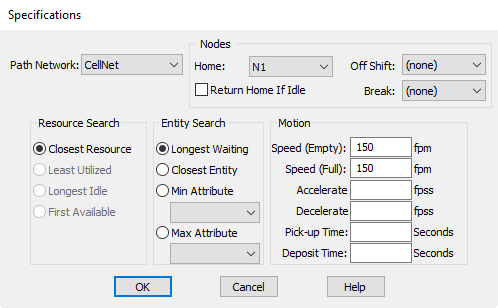 Specifications
Nodes
Path Network: CellNet
Home: N1
Off Shift: (none)
Return Home If Idle
Break: (none)
Resource Search
Closest Resource
Least Utilized
Longest Idle
First Available
Entity Search
Longest Waiting
Closest Entity
Min Attribute
Max Attribute
Motion
Speed (Empty): 150 fpm
Speed (Full): 150 fpm
Accelerate fpss
Decelerate fpss
Pick-up Time: Seconds
Deposit Time: Seconds
OK Cancel Help